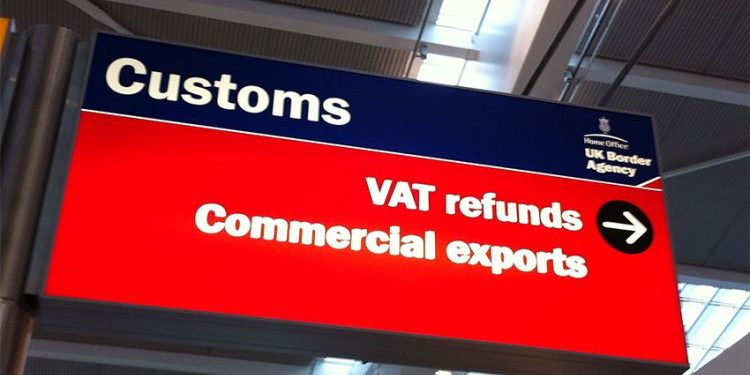 Customs
Home Office
UK Border
Agency
VAT refunds
Commercial exports